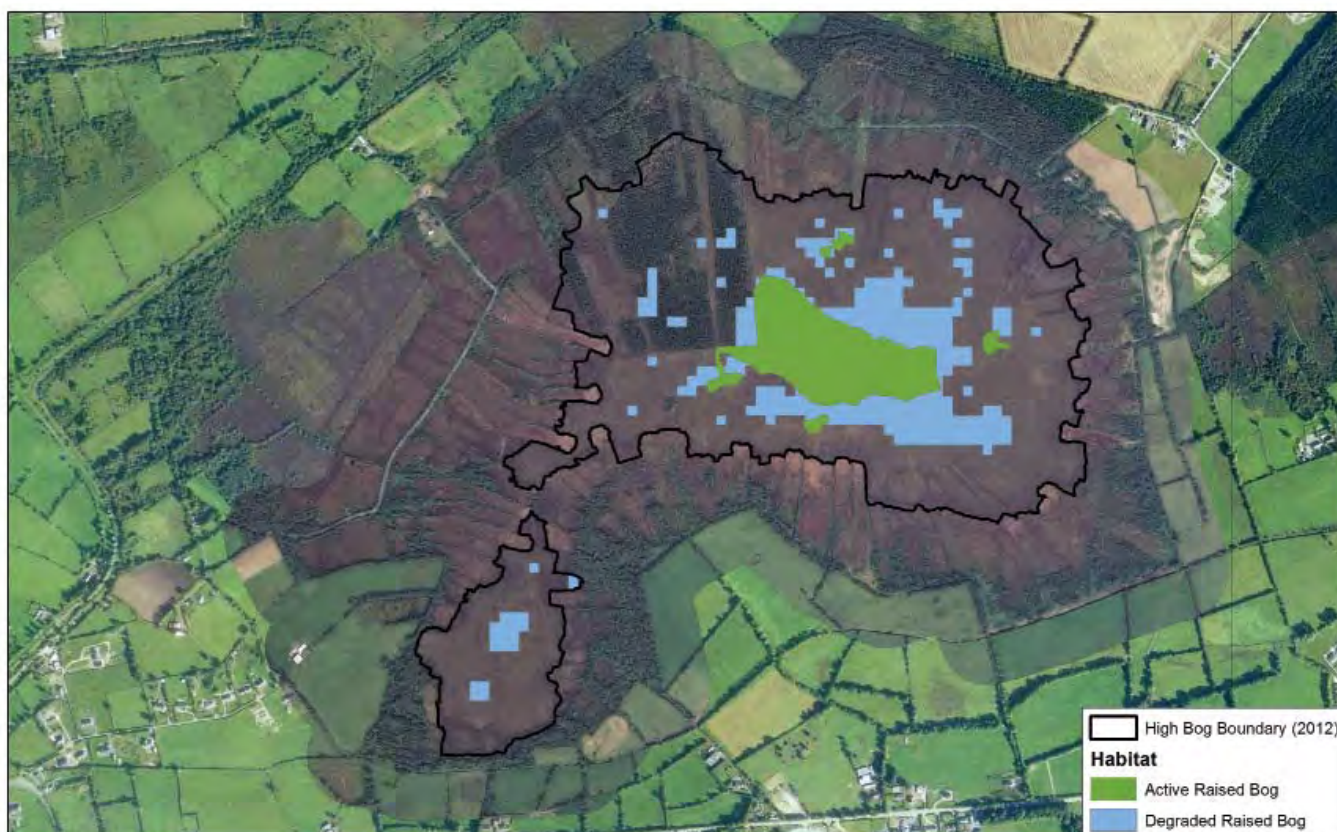 High Bog Boundary (2012)
Habitat
Active Raised Bog
Degraded Raised Bog